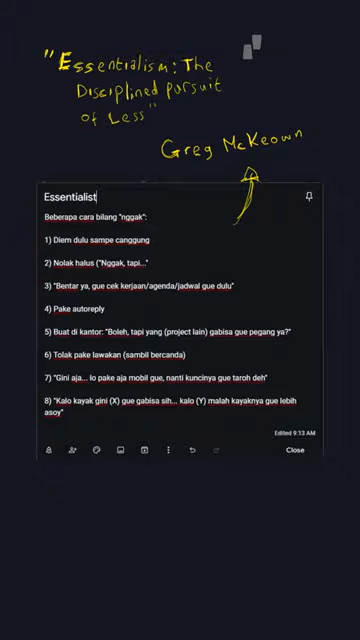 "Essentialism: The
Disciplined Pursuit
of Less"
Greg McKeown
Essentialist
Beberapa cara bilang "nggak":
1) Diem dulu sampe canggung
2) Nolak halus ("Nggak, tapi..."
3) "Bentar ya, gue cek kerjaan/agenda/jadwal gue dulu"
4) Pake autoreply
5) Buat di kantor: "Boleh, tapi yang (project lain) gabisa gue pegang ya?"
6) Tolak pake lawakan (sambil bercanda)
7) "Gini aja... lo pake aja mobil gue, nanti kuncinya gue taroh deh"
8) "Kalo kayak gini (X) gue gabisa sih... kalo (Y) malah kayaknya gue lebih
asoy"
Edited 9:13 AM
Close